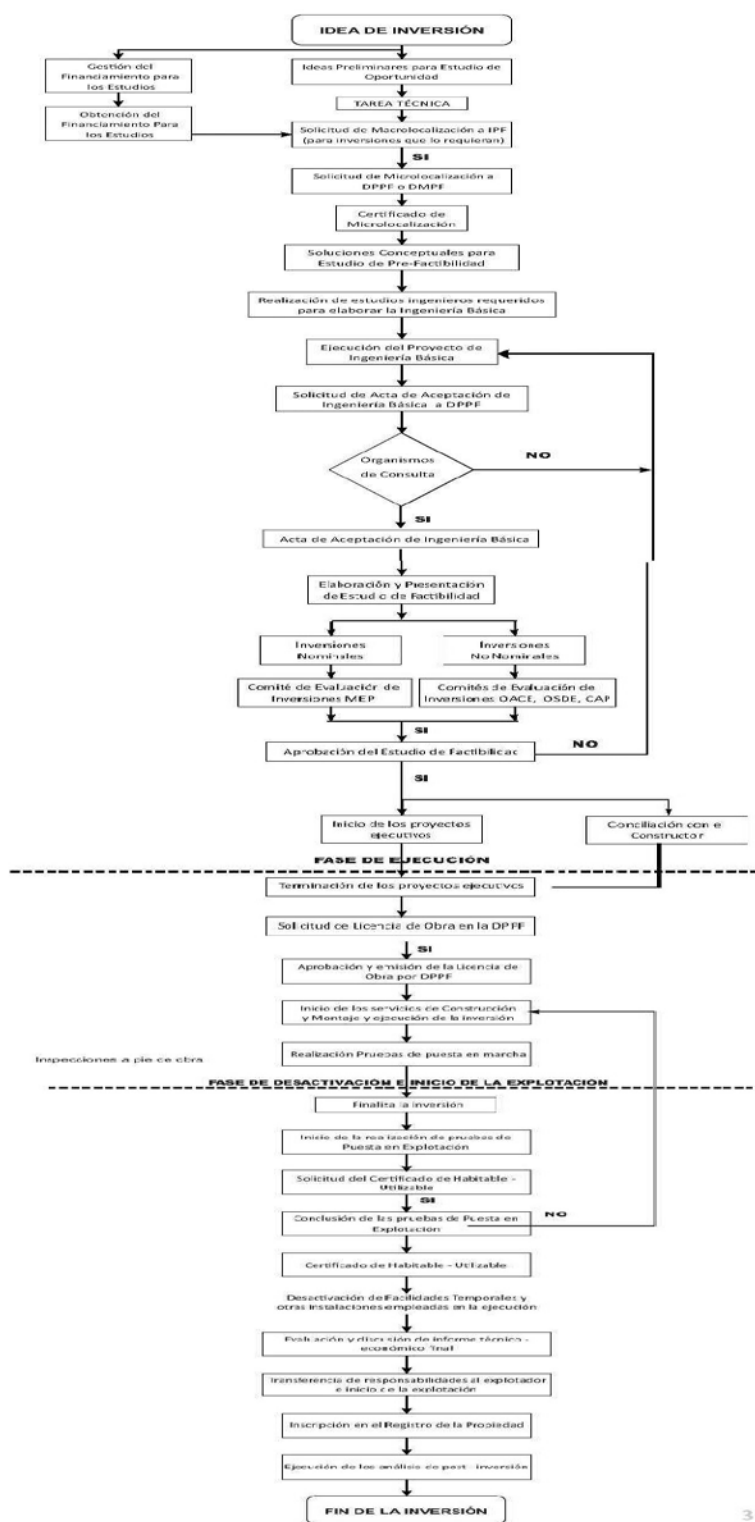 IDEA DE INVERSIÓN
Gestión del
Financiamiento para
los Estudios
Ideas Preliminares para Estudio de
Oportunidad
TAREA TÉCNICA
Obtención del
Financiamiento Para
los Estudios
Solicitud de Macrolocalización a IPF
(para inversiones que lo requieran)
SI
Solicitud de Microlocalización a
DPPF o DMPF
Certificado de
Microlocalización
Soluciones Conceptuales para
Estudio de Pre-Factibilidad
Realización de estudios ingenieros requeridos
para elaborar la Ingeniería Básica
Ejecución del Proyecto de
Ingeniería Básica
Solicitud de Acta de Aceptación de
Ingeniería Básica a DPPF
Organismos
de Consulta
NO
SI
Acta de Aceptación de Ingeniería Básica
Elaboración y Presentación
de Estudio de Factibilidad
Inversiones
Nominales
Inversiones
No Nominales
Comité de Evaluación de
Inversiones MEP
Comités de Evaluación de
Inversiones OACE, OSDE, CAP
SI
Aprobación del Estudio de Factibilidad
NO
SI
Inicio de los proyectos
ejecutivos
Conciliación con e
Constructor
FASE DE EJECUCIÓN
Terminación de los proyectos ejecutivos
Solicitud de Licencia de Obra en la DPPF
SI
Aprobación y emisión de la Licencia de
Obra por DPPF
Inicio de los servicios de Construcción
y Montaje y ejecución de la inversión
Inspecciones a pie de obra
Realización Pruebas de puesta en marcha
FASE DE DESACTIVACIÓN E INICIO DE LA EXPLOTACIÓN
Finaliza la inversión
Inicio de la realización de pruebas de
Puesta en Explotación
Solicitud del Certificado de Habitable -
Utilizable
SI
Conclusión de las pruebas de Puesta en
Explotación
NO
Certificado de Habitable - Utilizable
Desactivación de Facilidades Temporales y
otras instalaciones empleadas en la ejecución
Evaluación y discusión de informe técnico -
económico final
Transferencia de responsabilidades al explotador
e inicio de la explotación
Inscripción en el Registro de la Propiedad
Ejecución de los análisis de post - inversión
FIN DE LA INVERSIÓN
3